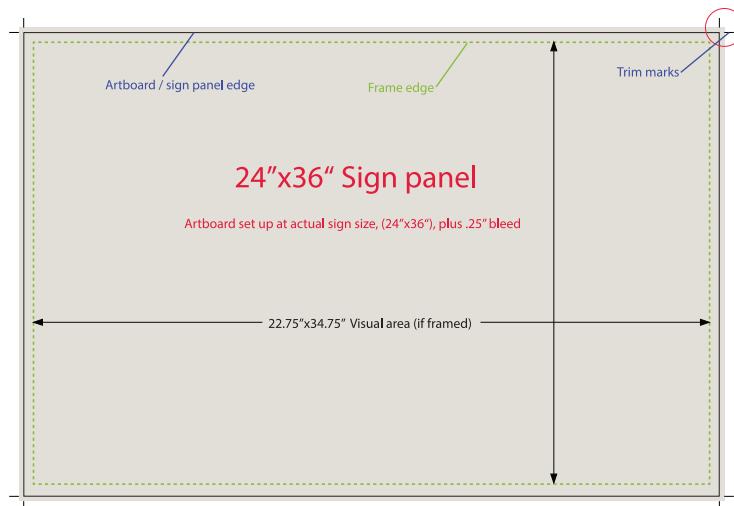 Artboard / sign panel edge
Frame edge
Trim marks
24”x36“ Sign panel
Artboard set up at actual sign size, (24”x36”), plus .25” bleed
22.75”x34.75” Visual area (if framed)